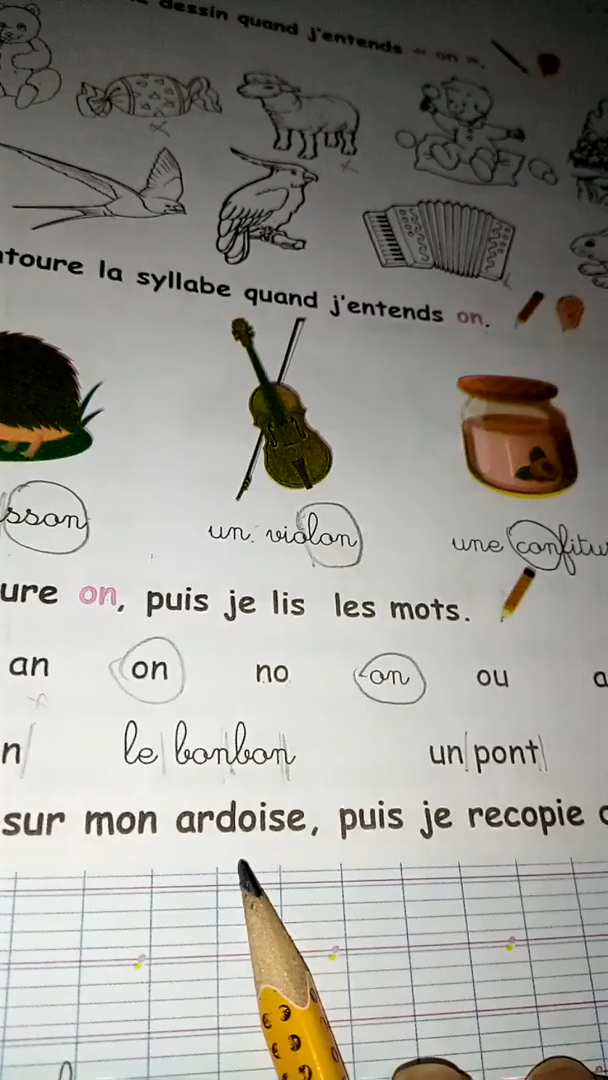 dessin quand j'entends « on ».
toure la syllabe quand j'entends on.
sson un violon une confitu
ure on, puis je lis les mots.
an on no on ou a
n le bonbon un pont
sur mon ardoise, puis je recopie